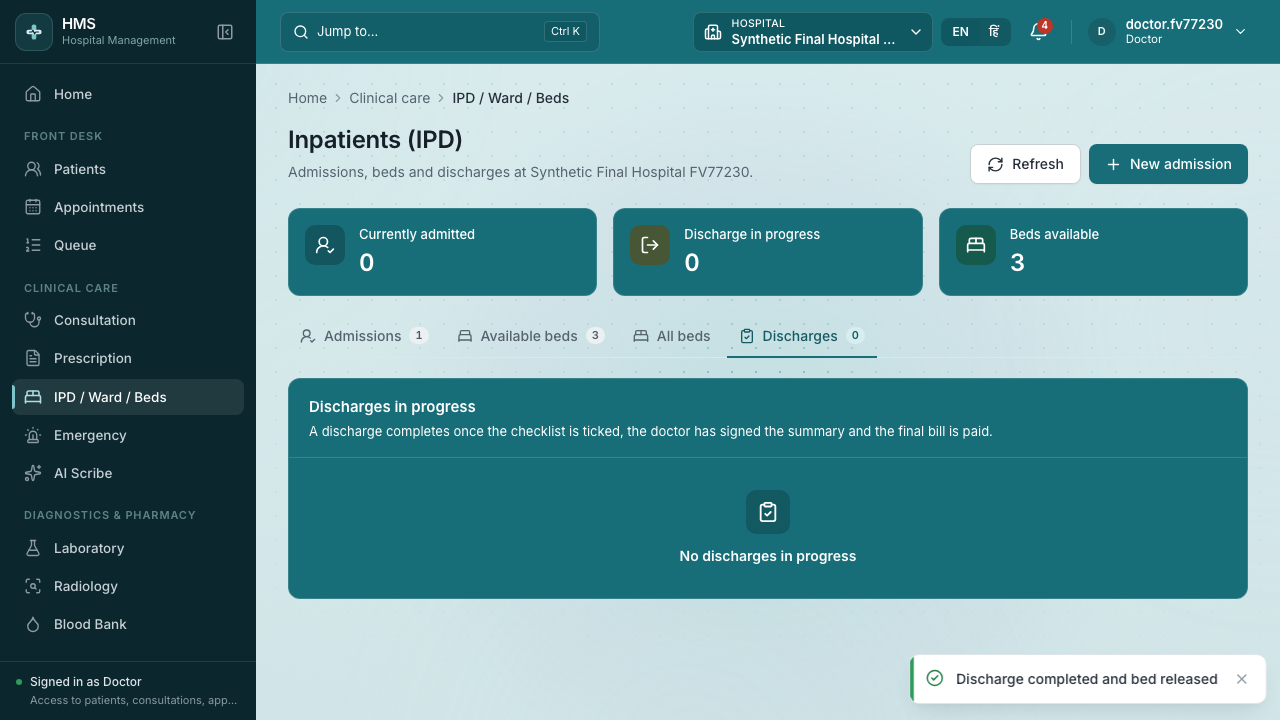 HMS
Hospital Management
Jump to...
Ctrl K
HOSPITAL
Synthetic Final Hospital ...
EN
हिं
4
D
doctor.fv77230
Doctor
Home
FRONT DESK
Patients
Appointments
Queue
CLINICAL CARE
Consultation
Prescription
IPD / Ward / Beds
Emergency
AI Scribe
DIAGNOSTICS & PHARMACY
Laboratory
Radiology
Blood Bank
Signed in as Doctor
Access to patients, consultations, app...
Home > Clinical care > IPD / Ward / Beds
Inpatients (IPD)
Admissions, beds and discharges at Synthetic Final Hospital FV77230.
Refresh
New admission
Currently admitted
0
Discharge in progress
0
Beds available
3
Admissions 1
Available beds 3
All beds
Discharges 0
Discharges in progress
A discharge completes once the checklist is ticked, the doctor has signed the summary and the final bill is paid.
No discharges in progress
Discharge completed and bed released